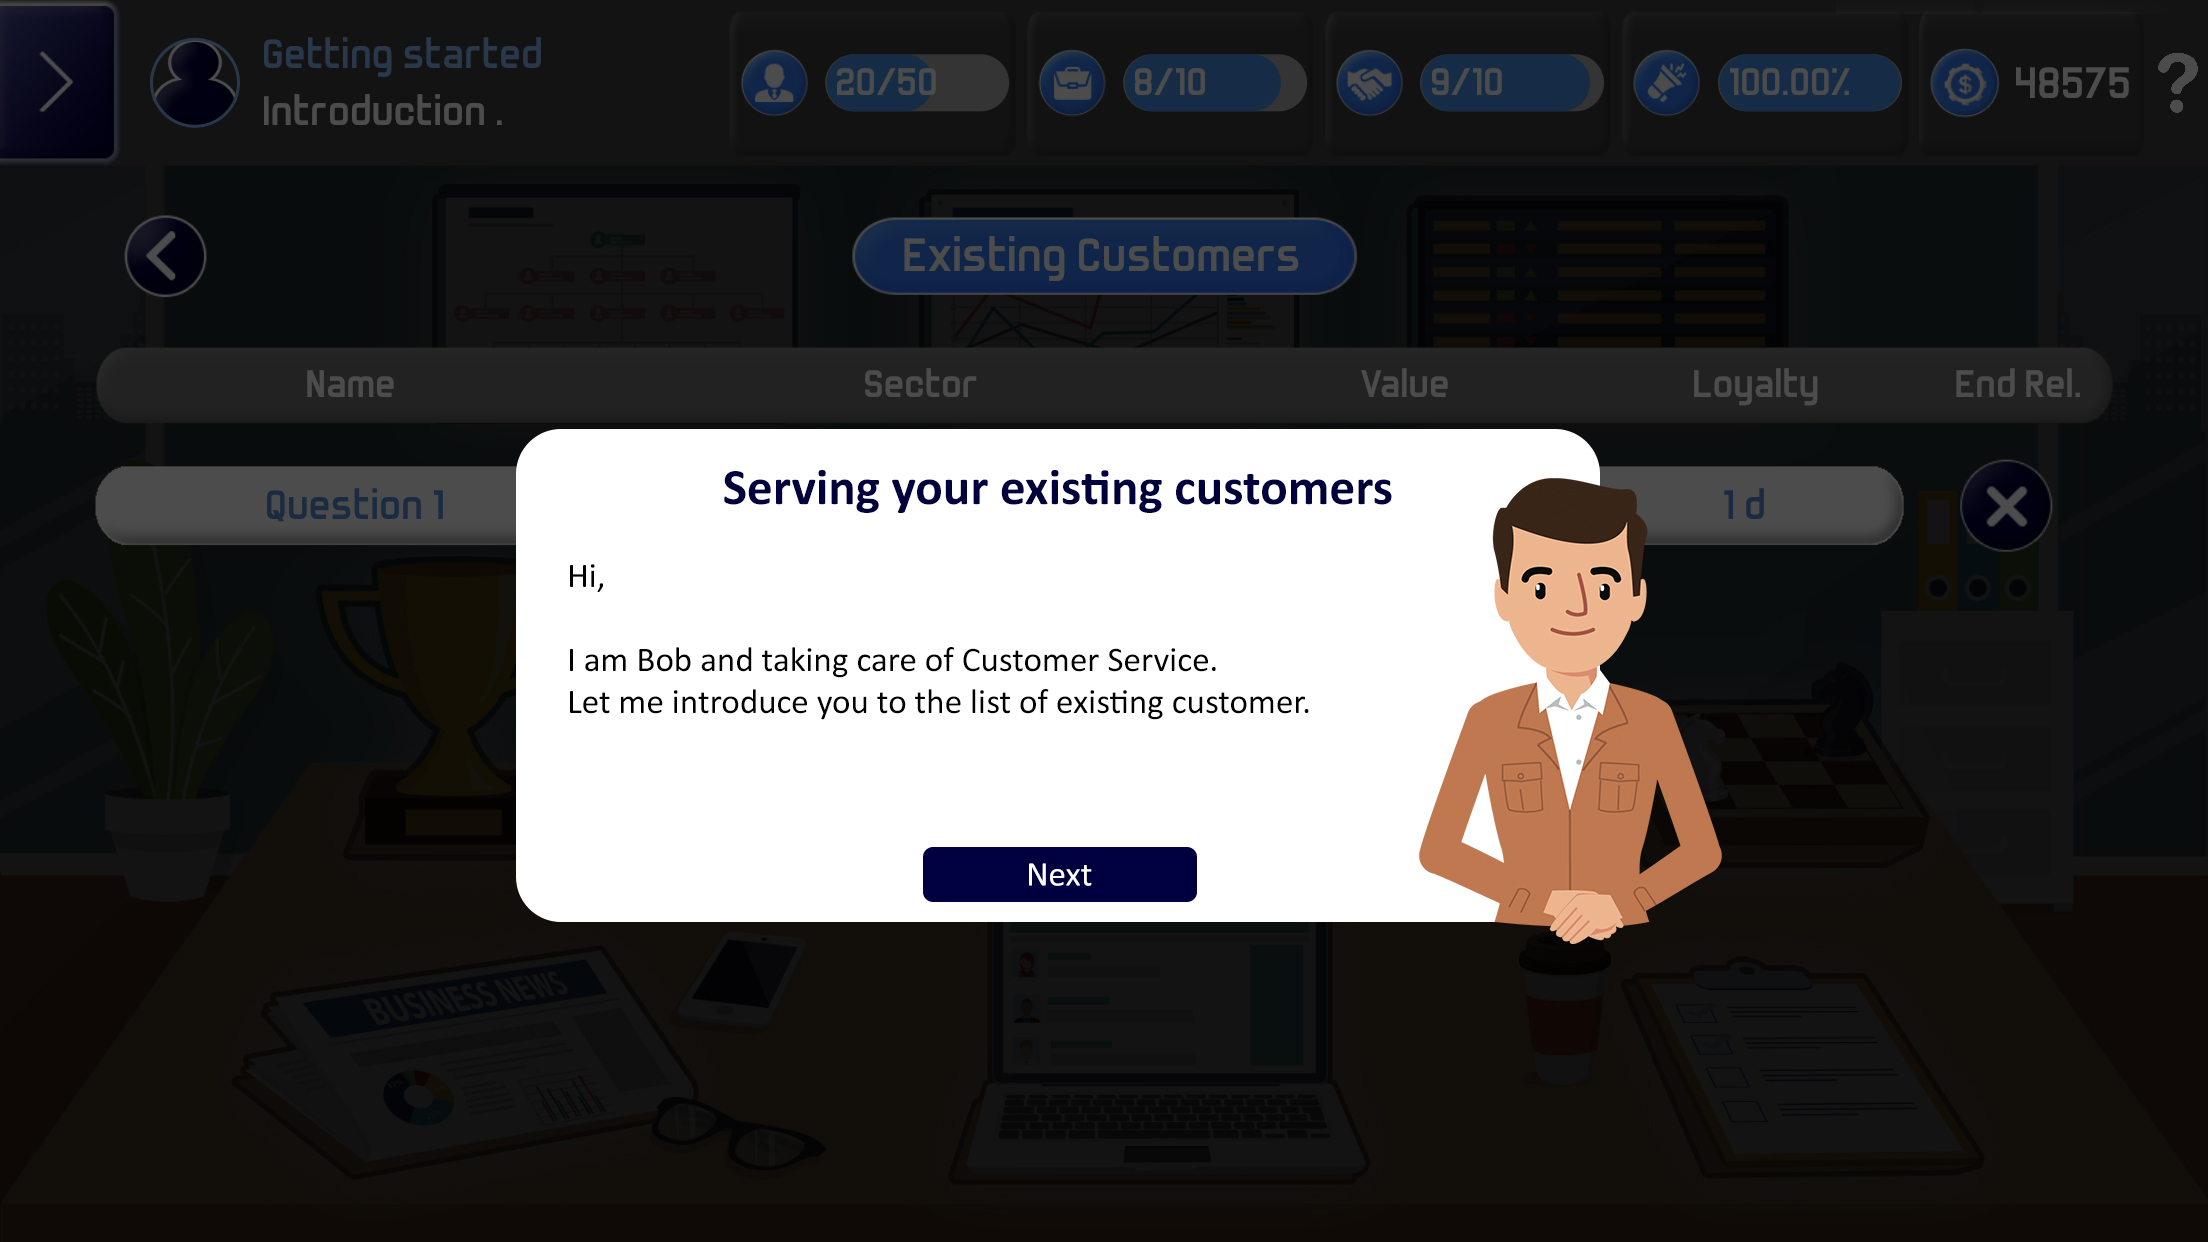 Getting started
Introduction .
20/50
8/10
9/10
100.00%
48575
?
Existing Customers
Name Sector Value Loyalty End Rel.
Question 1
1 d
Serving your existing customers
Hi,
I am Bob and taking care of Customer Service.
Let me introduce you to the list of existing customer.
Next
BUSINESS NEWS